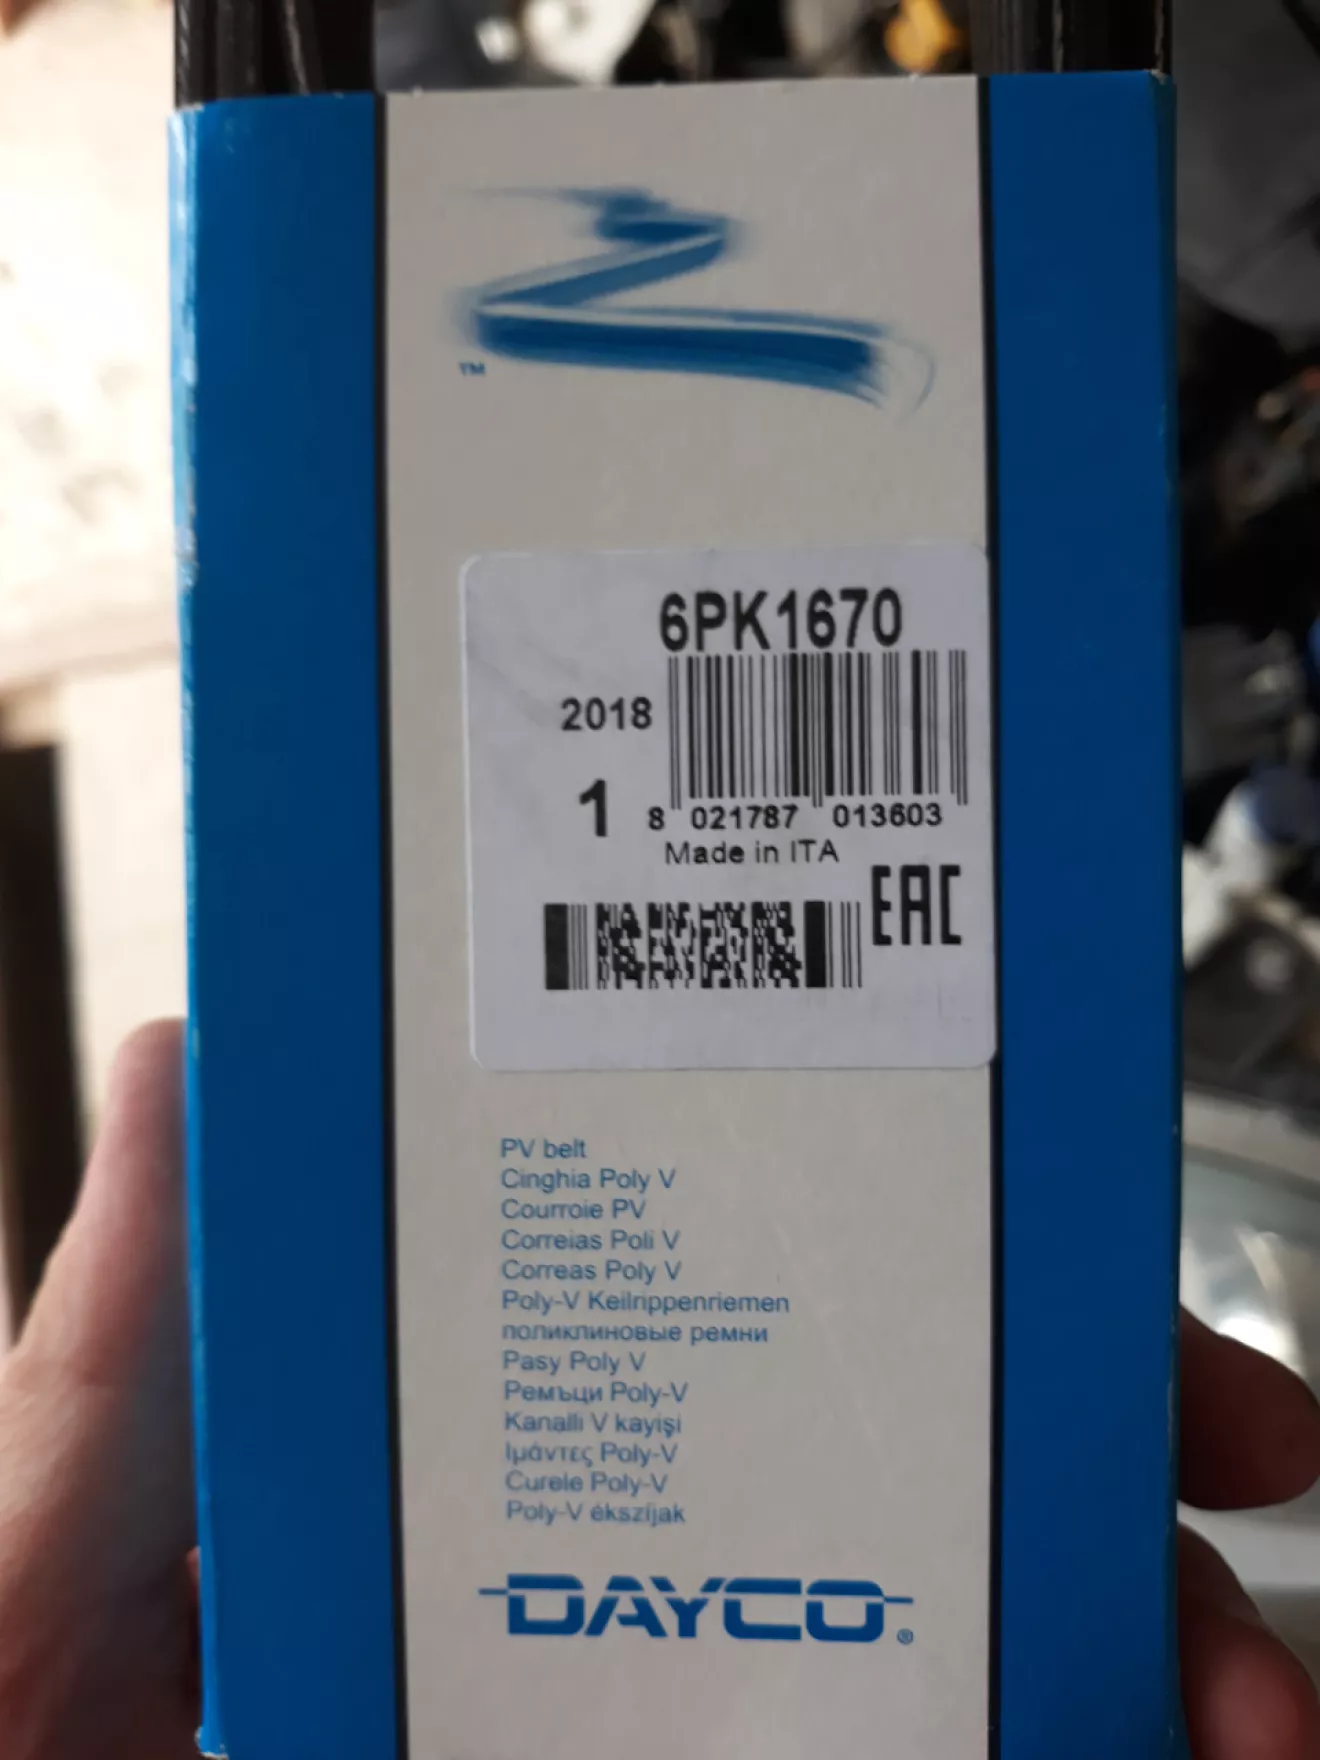 TM
6PK1670
2018
1
8 021787 013603
Made in ITA
EAC
PV belt
Cinghia Poly V
Courroie PV
Correias Poli V
Correas Poly V
Poly-V Keilrippenriemen
поликлиновые ремни
Pasy Poly V
Ремъци Poly-V
Kanalli V kayişi
Ιμάντες Poly-V
Curele Poly-V
Poly-V ékszíjak
DAYCO®